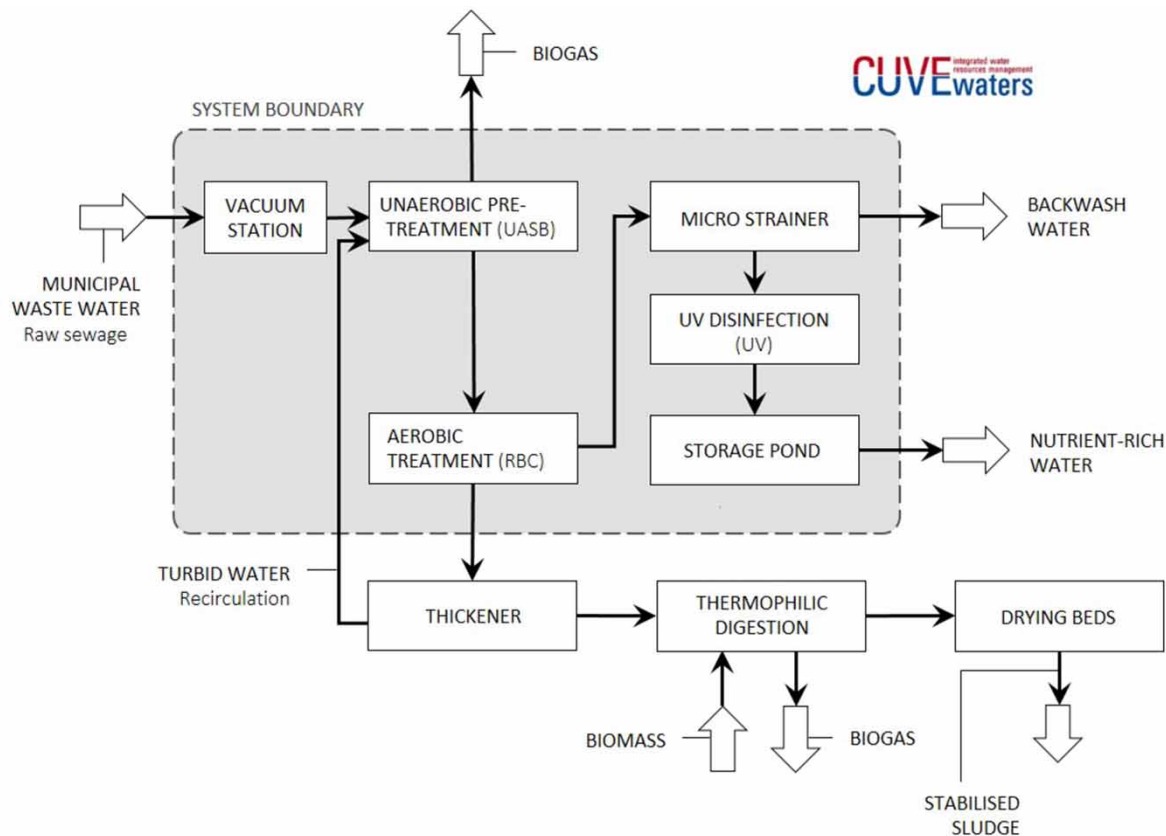 BIOGAS
CUVEwaters
integrated water
resources management
SYSTEM BOUNDARY
VACUUM
STATION
UNAEROBIC PRE-
TREATMENT (UASB)
MICRO STRAINER
BACKWASH
WATER
MUNICIPAL
WASTE WATER
Raw sewage
UV DISINFECTION
(UV)
AEROBIC
TREATMENT (RBC)
STORAGE POND
NUTRIENT-RICH
WATER
TURBID WATER
Recirculation
THICKENER
THERMOPHILIC
DIGESTION
DRYING BEDS
BIOMASS
BIOGAS
STABILISED
SLUDGE